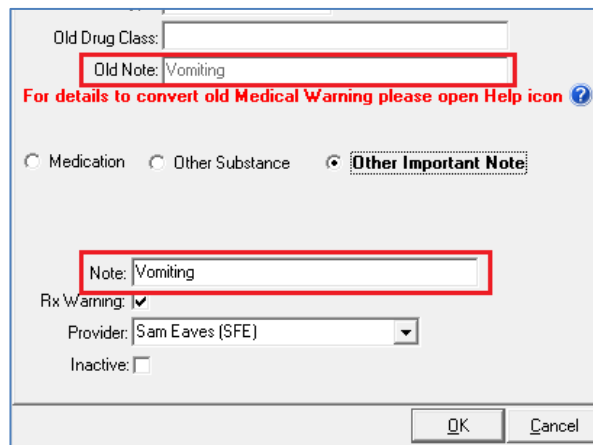 Old Drug Class:
Old Note: Vomiting
For details to convert old Medical Warning please open Help icon ?
Medication Other Substance Other Important Note
Note: Vomiting
Rx Warning:
Provider: Sam Eaves (SFE)
Inactive:
OK Cancel